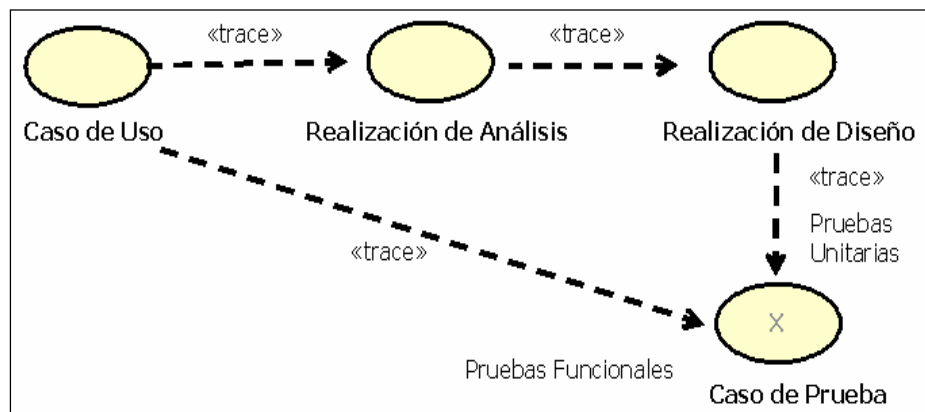 «trace»
«trace»
Caso de Uso
Realización de Análisis
Realización de Diseño
«trace»
Pruebas
Unitarias
«trace»
X
Pruebas Funcionales
Caso de Prueba